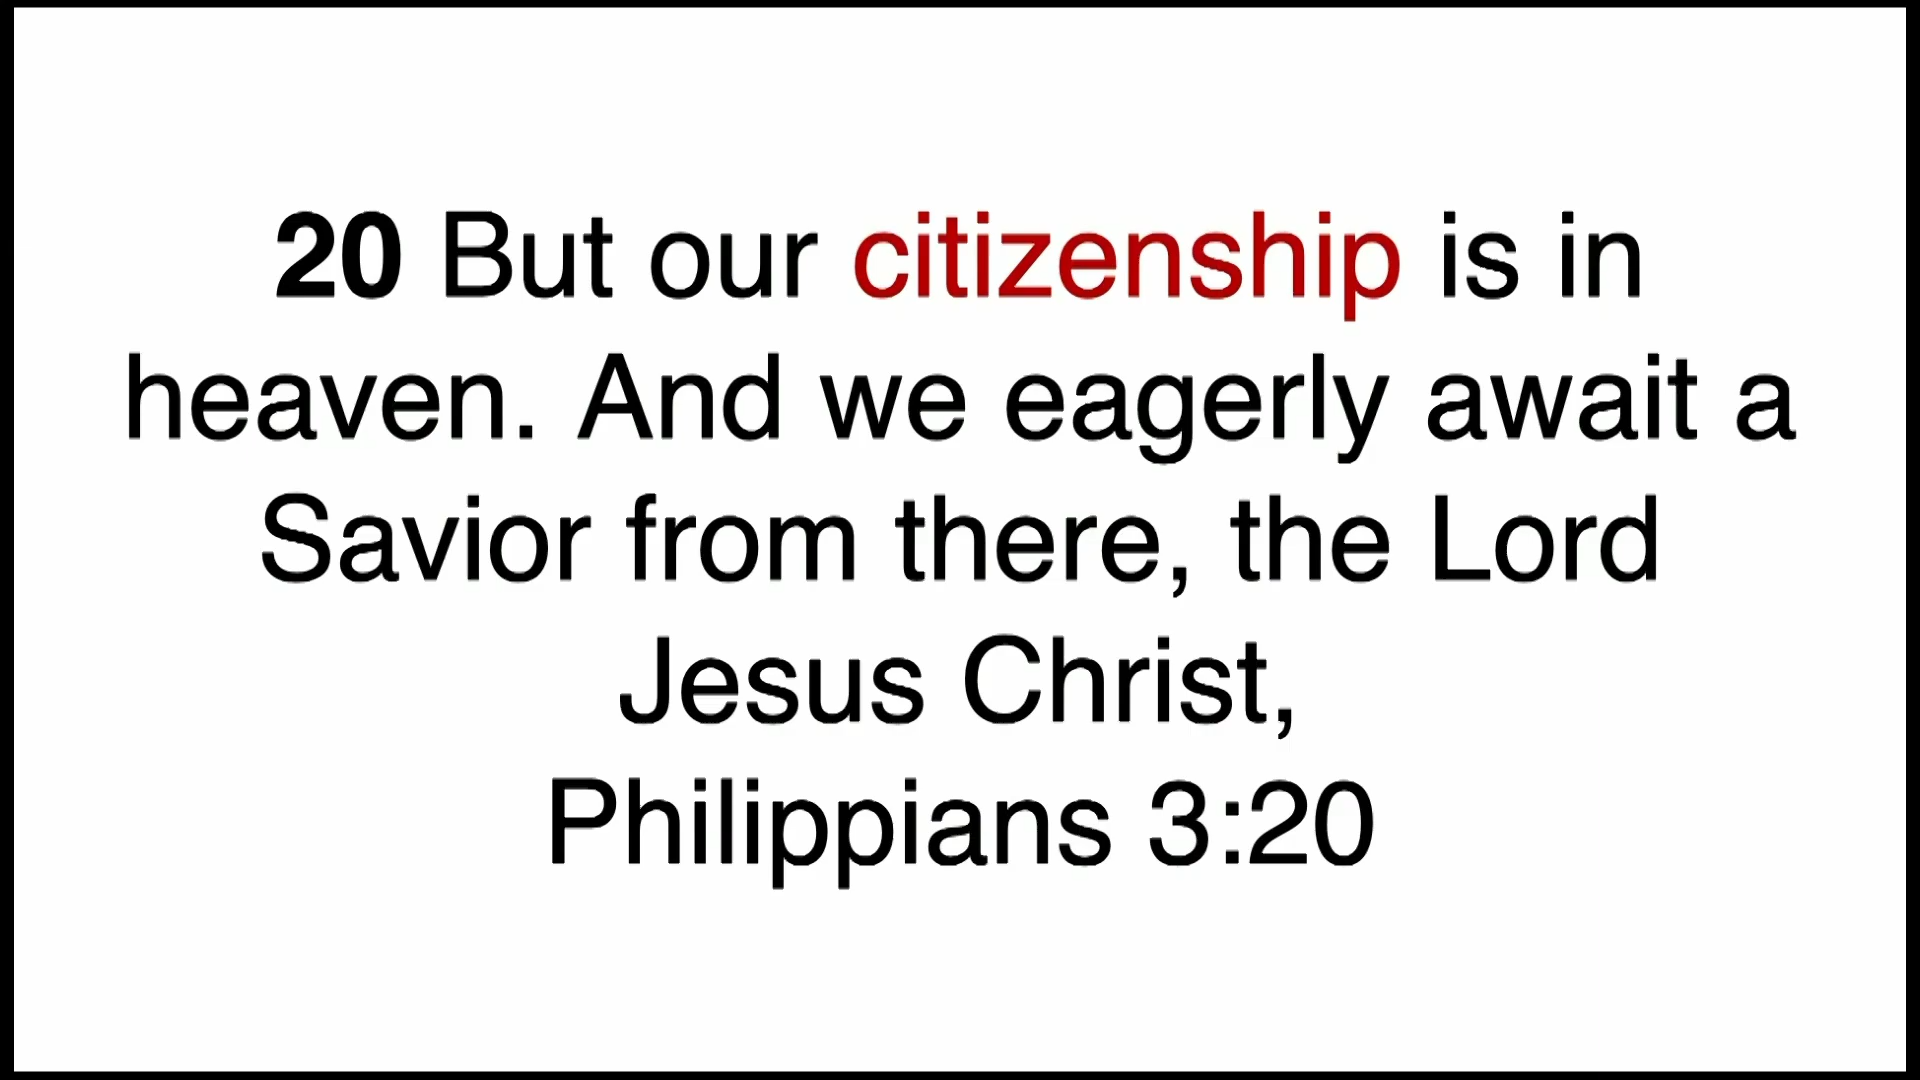 20 But our citizenship is in
heaven. And we eagerly await a
Savior from there, the Lord
Jesus Christ,
Philippians 3:20